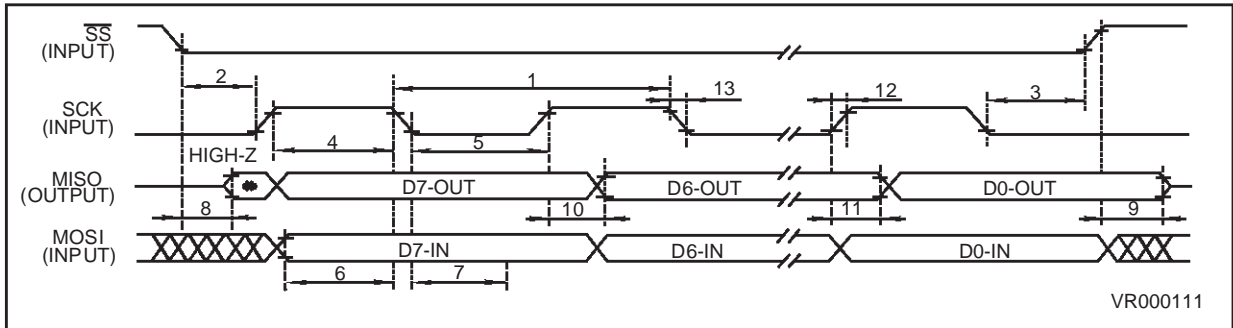 SS
(INPUT)
2
1
13
12
3
SCK
(INPUT)
4
5
HIGH-Z
MISO
(OUTPUT)
D7-OUT
D6-OUT
D0-OUT
8
10
11
9
MOSI
(INPUT)
D7-IN
D6-IN
D0-IN
6
7
VR000111